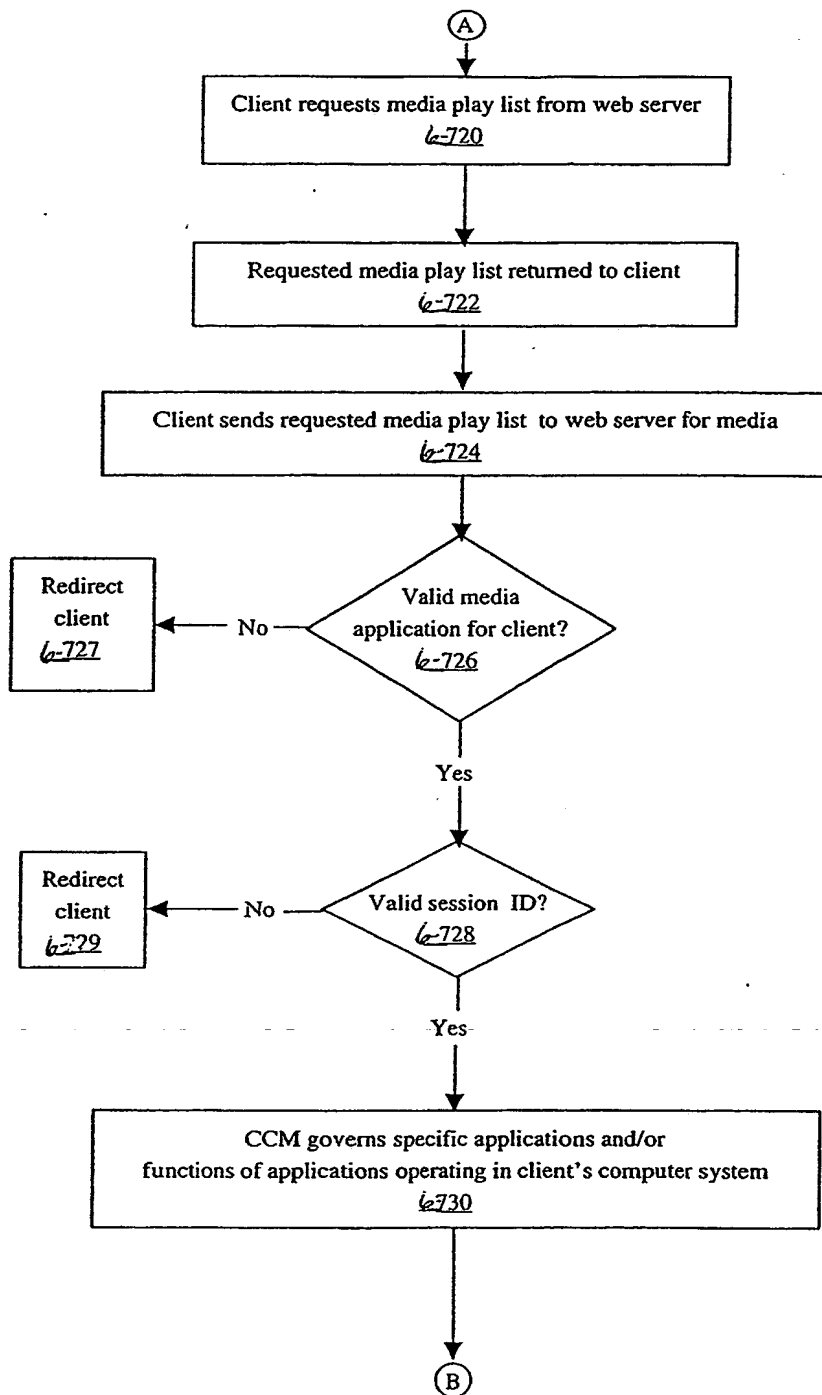 A
Client requests media play list from web server
6-720
Requested media play list returned to client
6-722
Client sends requested media play list to web server for media
6-724
Valid media
application for client?
6-726
Redirect
client
6-727
No
Yes
Valid session ID?
6-728
Redirect
client
6-729
No
Yes
CCM governs specific applications and/or
functions of applications operating in client's computer system
6-730
B